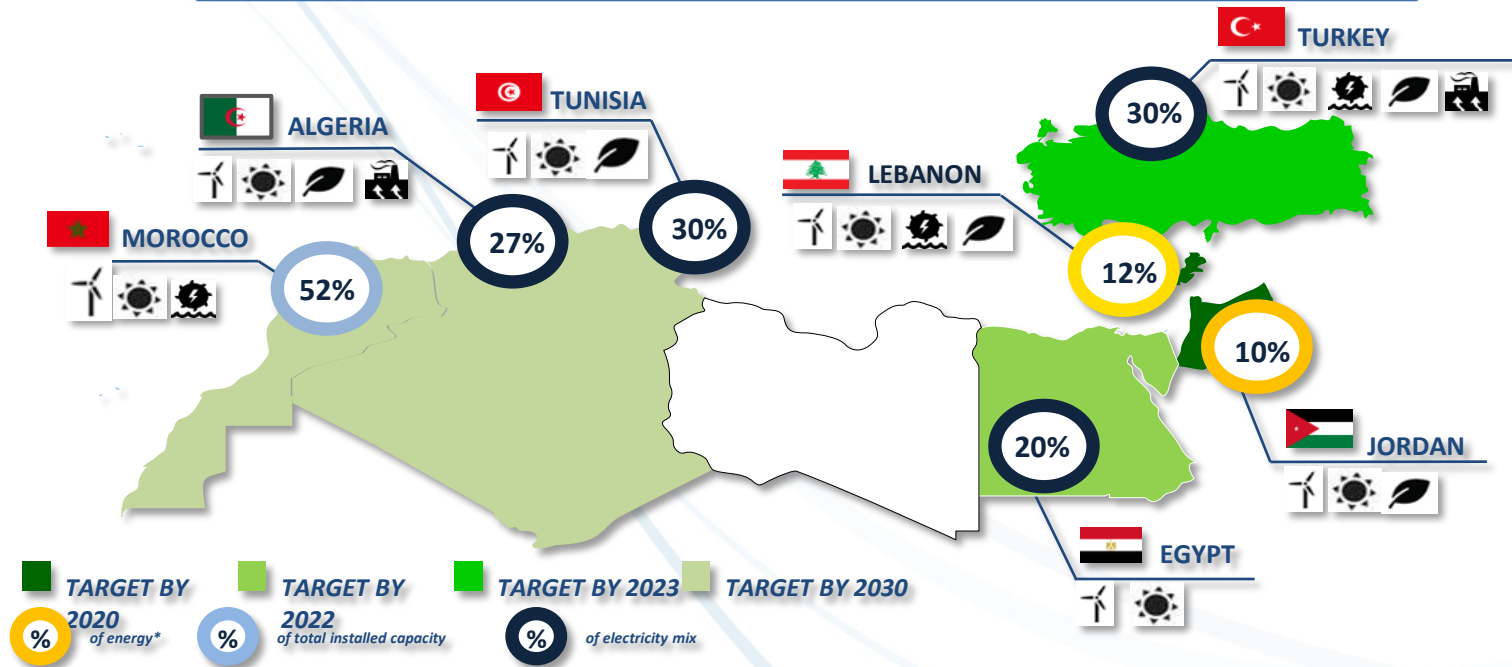 TURKEY
30%
TUNISIA
ALGERIA
LEBANON
MOROCCO
30%
27%
52%
12%
10%
20%
JORDAN
EGYPT
TARGET BY
2020
TARGET BY
2022
TARGET BY 2023
TARGET BY 2030
% of energy*
% of total installed capacity
% of electricity mix